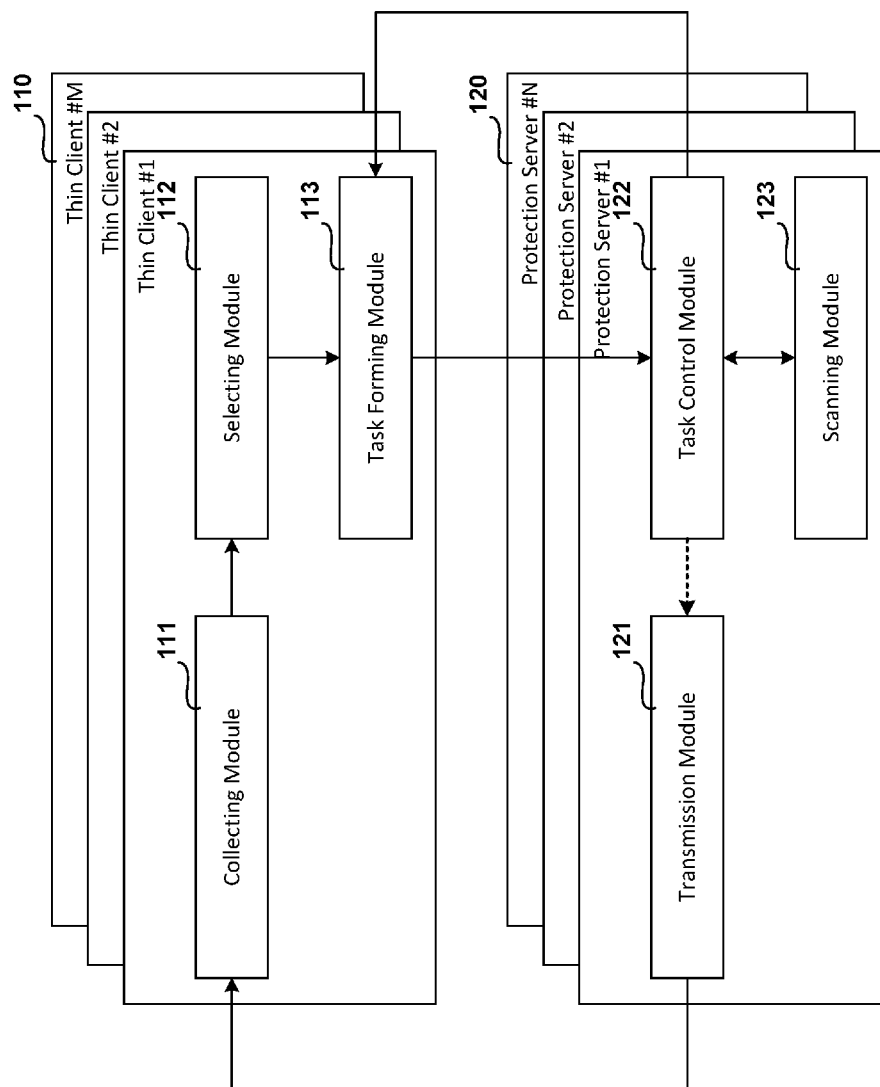 110
Thin Client #M
Thin Client #2
Thin Client #1
111
Collecting Module
112
Selecting Module
113
Task Forming Module
120
Protection Server #N
Protection Server #2
Protection Server #1
121
Transmission Module
122
Task Control Module
123
Scanning Module